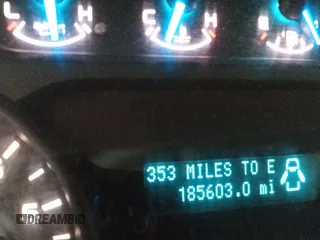 L H C H E
353 MILES TO E
185603.0 mi
DREAMBID